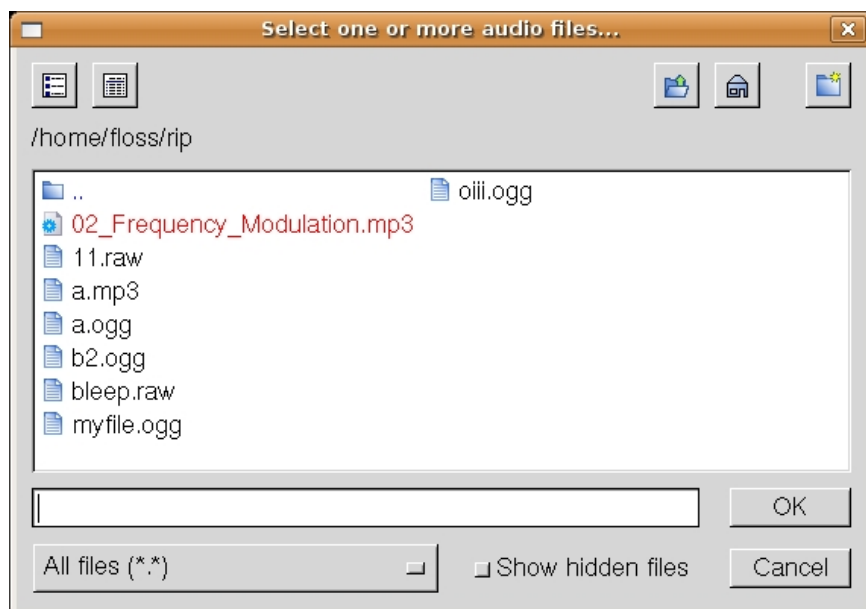 Select one or more audio files...
/home/floss/rip
..
02_Frequency_Modulation.mp3
11.raw
a.mp3
a.ogg
b2.ogg
bleep.raw
myfile.ogg
oiii.ogg
OK
All files (*.*)
Show hidden files
Cancel